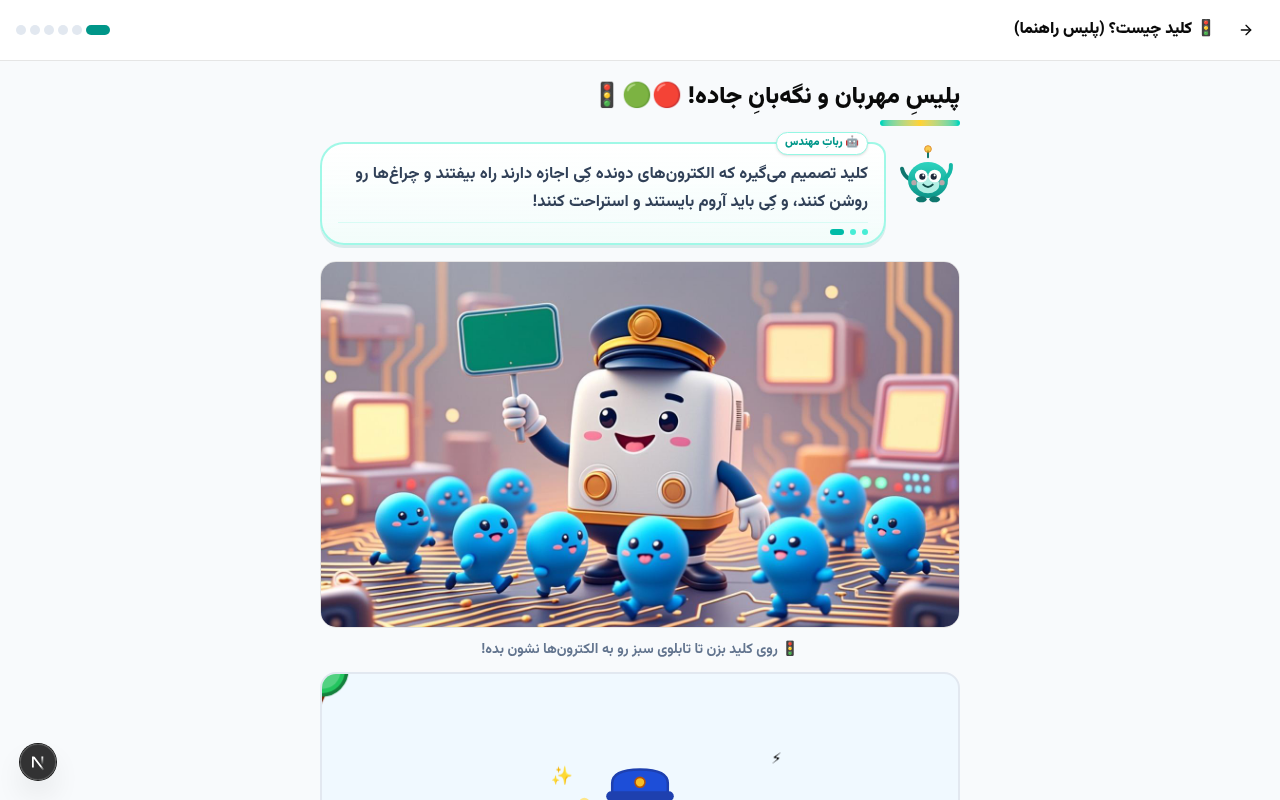 🚦 کلید چیست؟ (پلیس راهنما)
پلیسِ مهربان و نگه‌بانِ جاده! 🔴🟢🚦
🤖 رباتِ مهندس
کلید تصمیم می‌گیره که الکترون‌های دونده کِی اجازه دارند راه بیفتند و چراغ‌ها رو
روشن کنند، و کِی باید آروم بایستند و استراحت کنند!
🚦 روی کلید بزن تا تابلوی سبز رو به الکترون‌ها نشون بده!
N